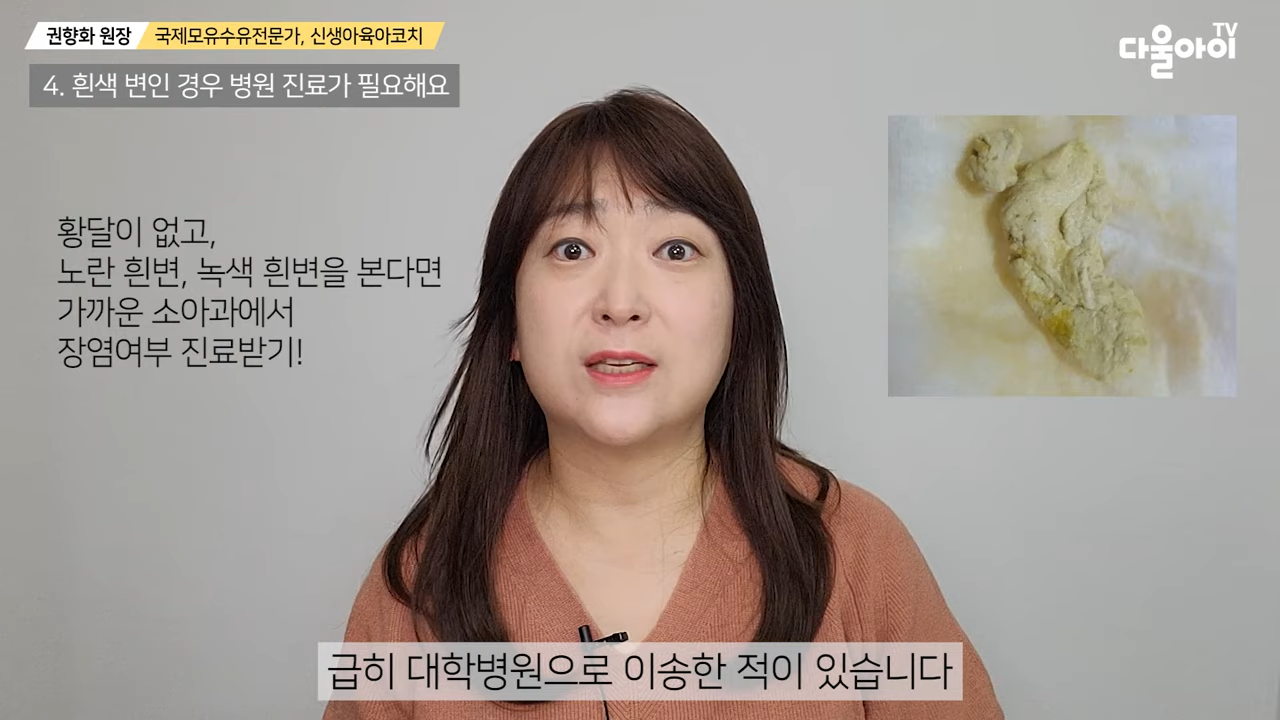 권향화 원장
국제모유수유전문가, 신생아육아코치
다울아이 TV
4. 흰색 변인 경우 병원 진료가 필요해요
황달이 없고,
노란 흰변, 녹색 흰변을 본다면
가까운 소아과에서
장염여부 진료받기!
급히 대학병원으로 이송한 적이 있습니다